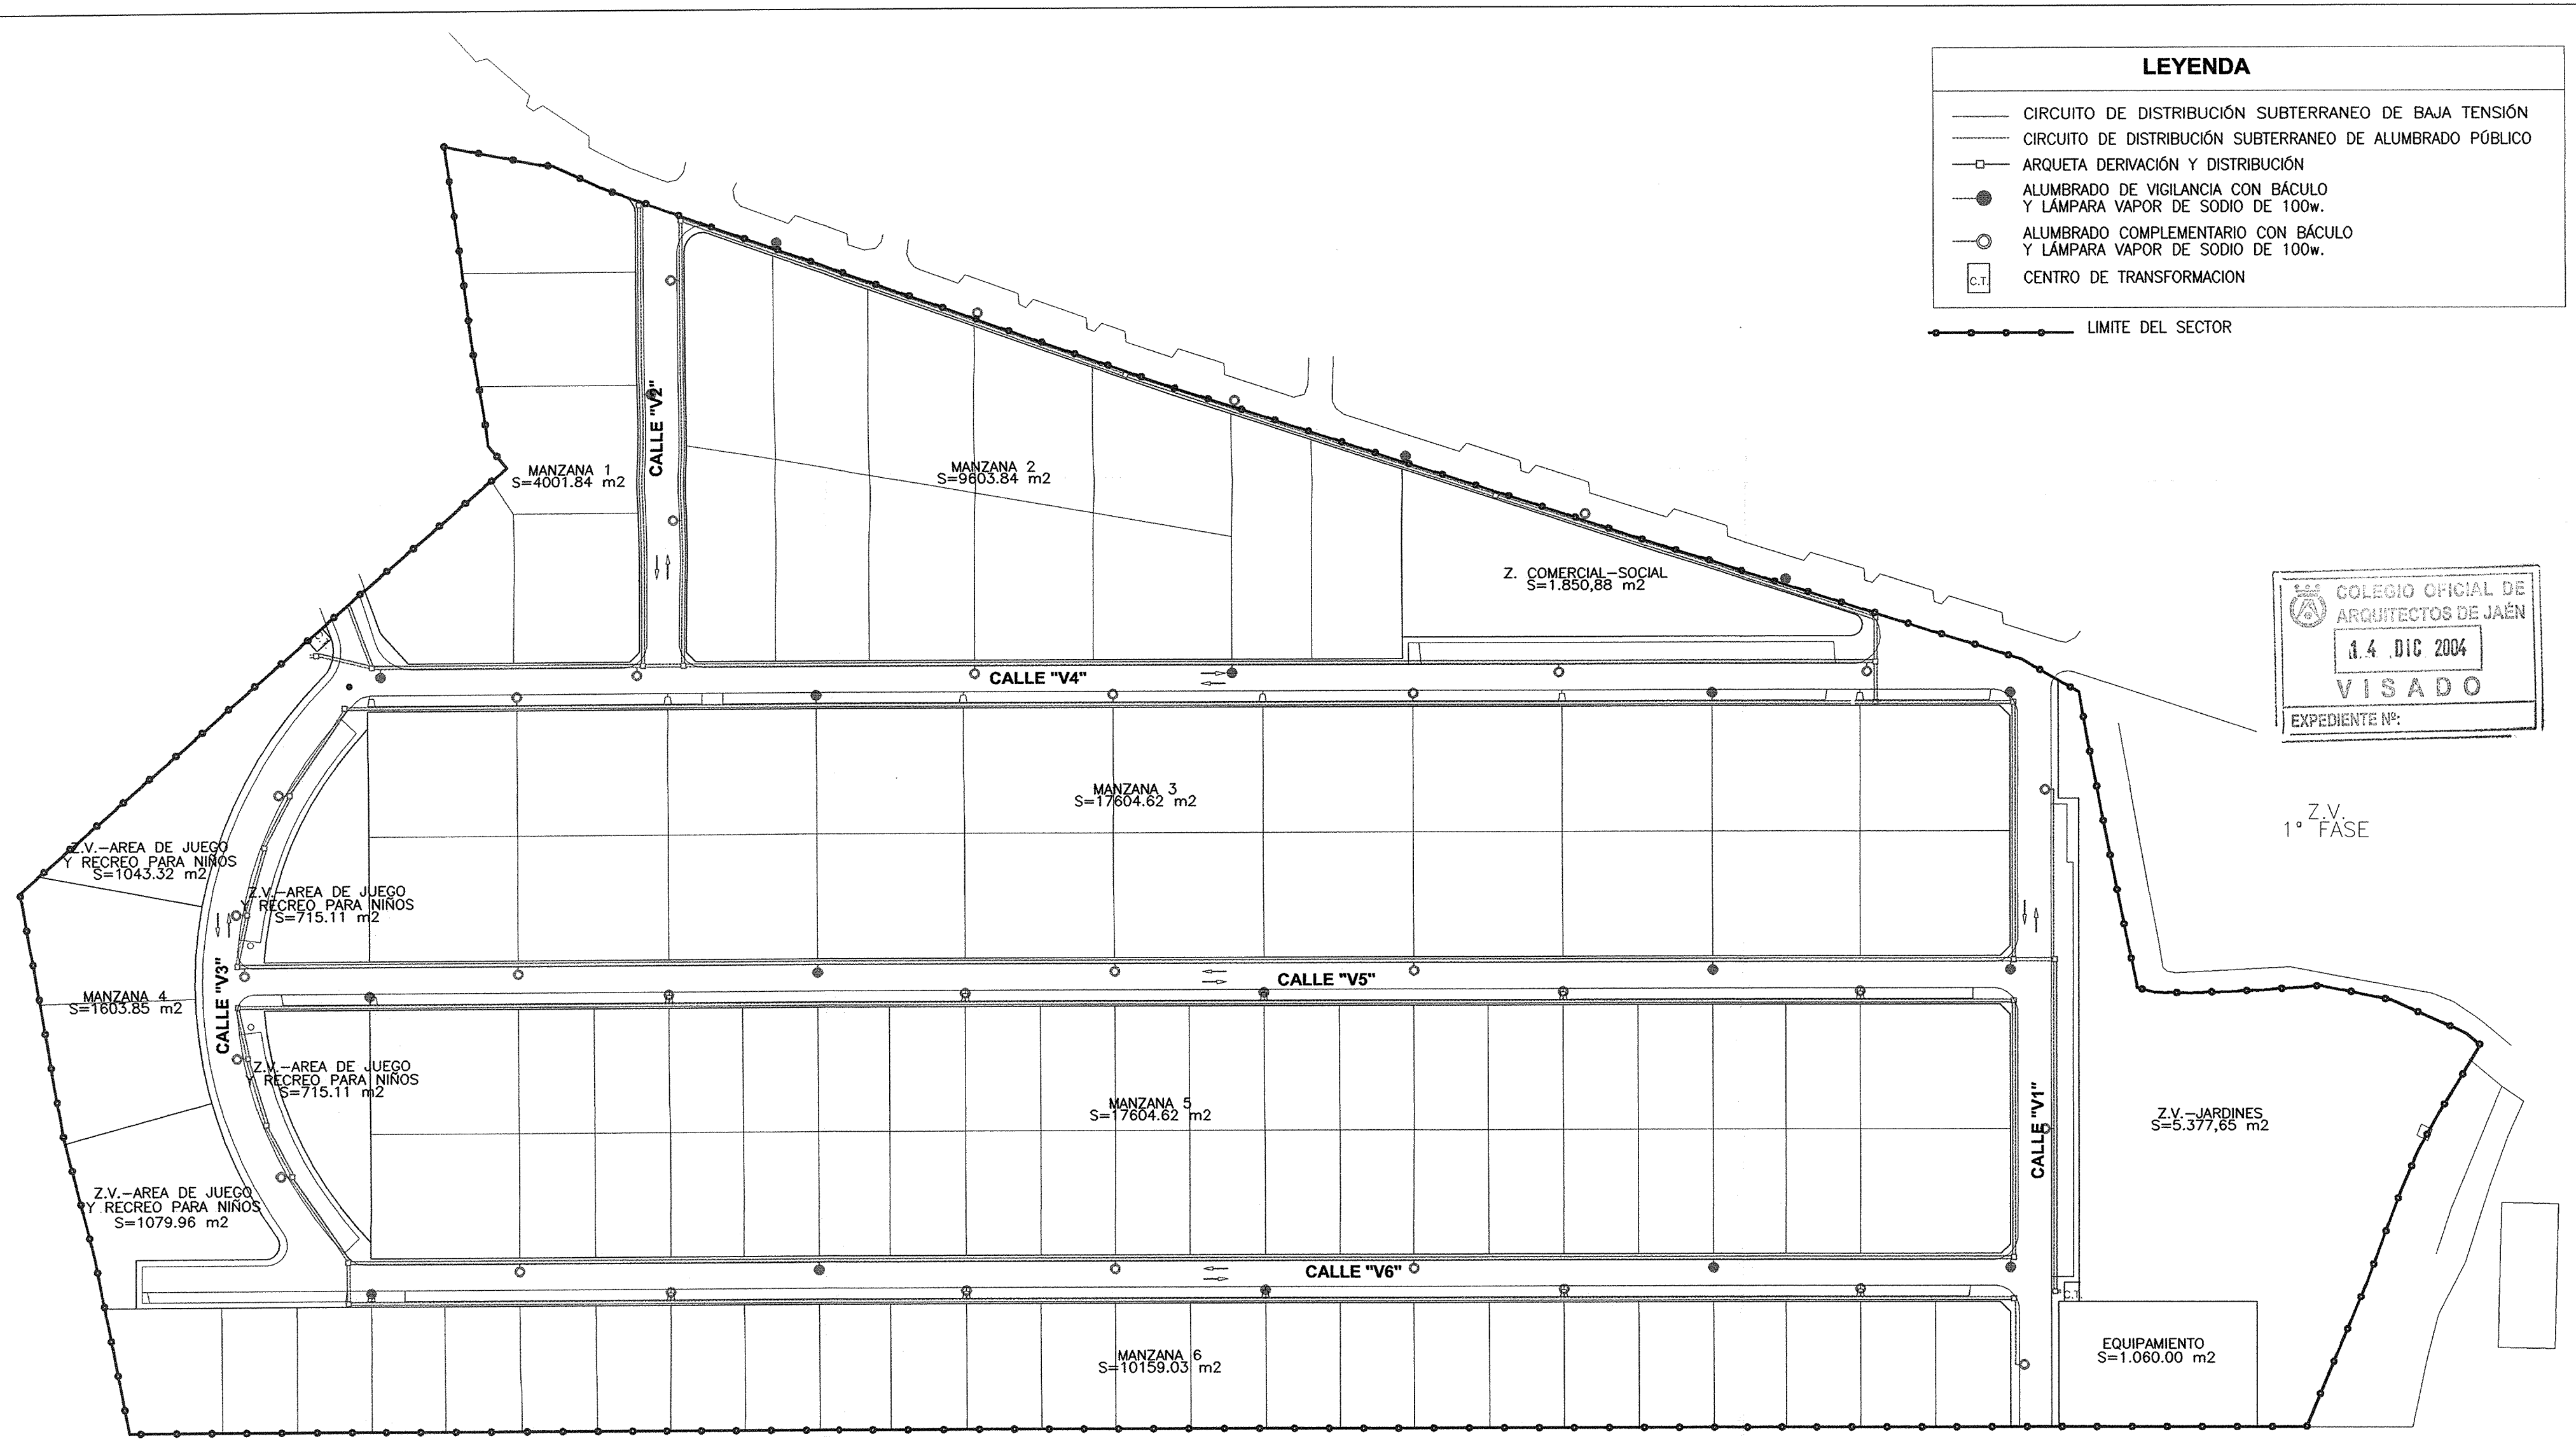 LEYENDA
CIRCUITO DE DISTRIBUCIÓN SUBTERRANEO DE BAJA TENSIÓN
CIRCUITO DE DISTRIBUCIÓN SUBTERRANEO DE ALUMBRADO PÚBLICO
ARQUETA DERIVACIÓN Y DISTRIBUCIÓN
ALUMBRADO DE VIGILANCIA CON BÁCULO
Y LÁMPARA VAPOR DE SODIO DE 100w.
ALUMBRADO COMPLEMENTARIO CON BÁCULO
Y LÁMPARA VAPOR DE SODIO DE 100w.
C.T.
CENTRO DE TRANSFORMACION
LIMITE DEL SECTOR
CALLE "V2"
MANZANA 1
S=4001.84 m2
MANZANA 2
S=9603.84 m2
Z. COMERCIAL-SOCIAL
S=1.850,88 m2
COLEGIO OFICIAL DE
ARQUITECTOS DE JAÉN
14 DIC 2004
VISADO
EXPEDIENTE Nº:
C.T.
CALLE "V4"
MANZANA 3
S=17604.62 m2
Z.V.
1ª FASE
Z.V.-AREA DE JUEGO
Y RECREO PARA NIÑOS
S=1043.32 m2
Z.V.-AREA DE JUEGO
Y RECREO PARA NIÑOS
S=715.11 m2
CALLE "V3"
CALLE "V5"
MANZANA 4
S=1603.85 m2
Z.V.-AREA DE JUEGO
Y RECREO PARA NIÑOS
S=715.11 m2
MANZANA 5
S=17604.62 m2
CALLE "V1"
Z.V.-JARDINES
S=5.377,65 m2
Z.V.-AREA DE JUEGO
Y RECREO PARA NIÑOS
S=1079.96 m2
CALLE "V6"
C.T.
MANZANA 6
S=10159.03 m2
EQUIPAMIENTO
S=1.060.00 m2